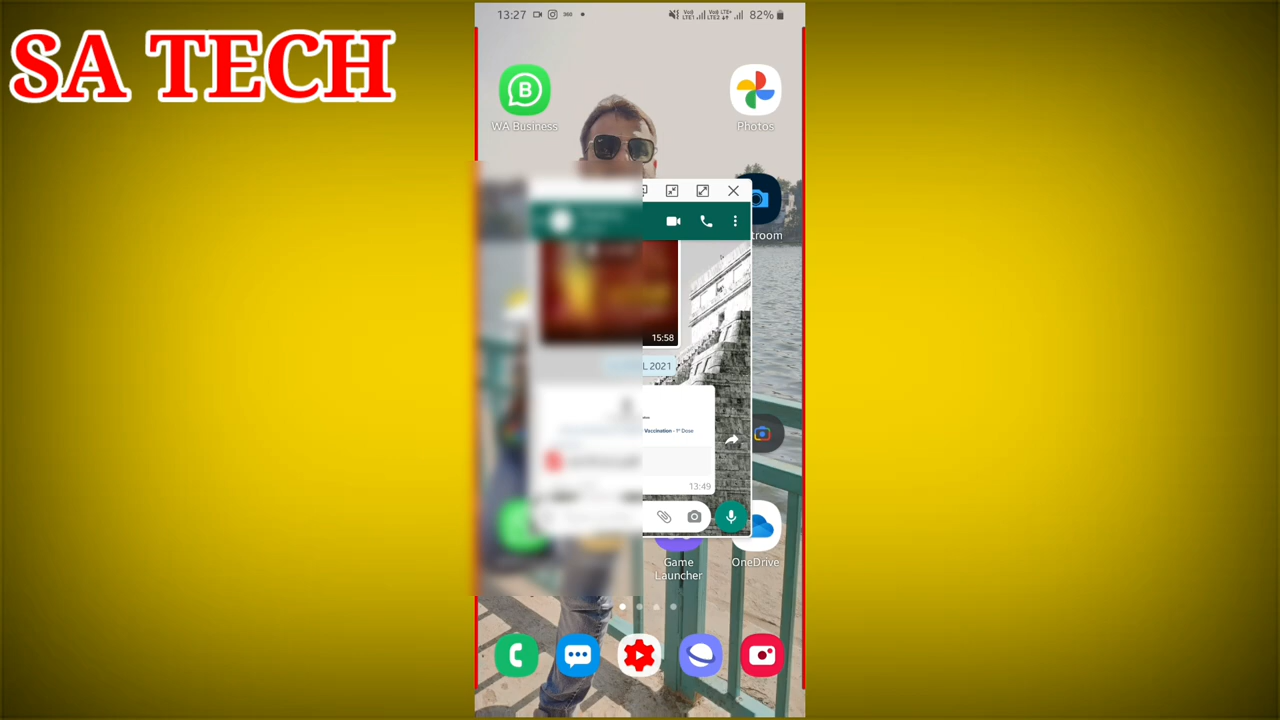 SA TECH
13:27
82%
WA Business
Photos
troom
15:58
L 2021
Vaccination - 1st Dose
13:49
Game
Launcher
OneDrive